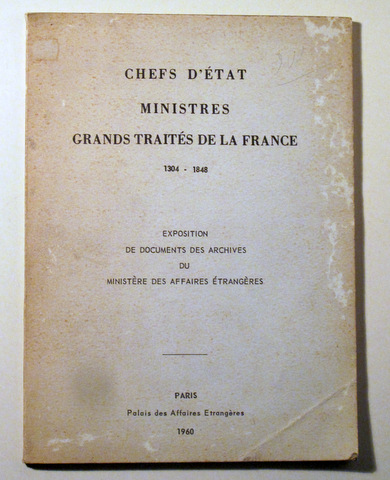 CHEFS D'ÉTAT
MINISTRES
GRANDS TRAITÉS DE LA FRANCE
1304 - 1848
EXPOSITION
DE DOCUMENTS DES ARCHIVES
DU
MINISTÈRE DES AFFAIRES ÉTRANGÈRES
PARIS
Palais des Affaires Etrangères
1960